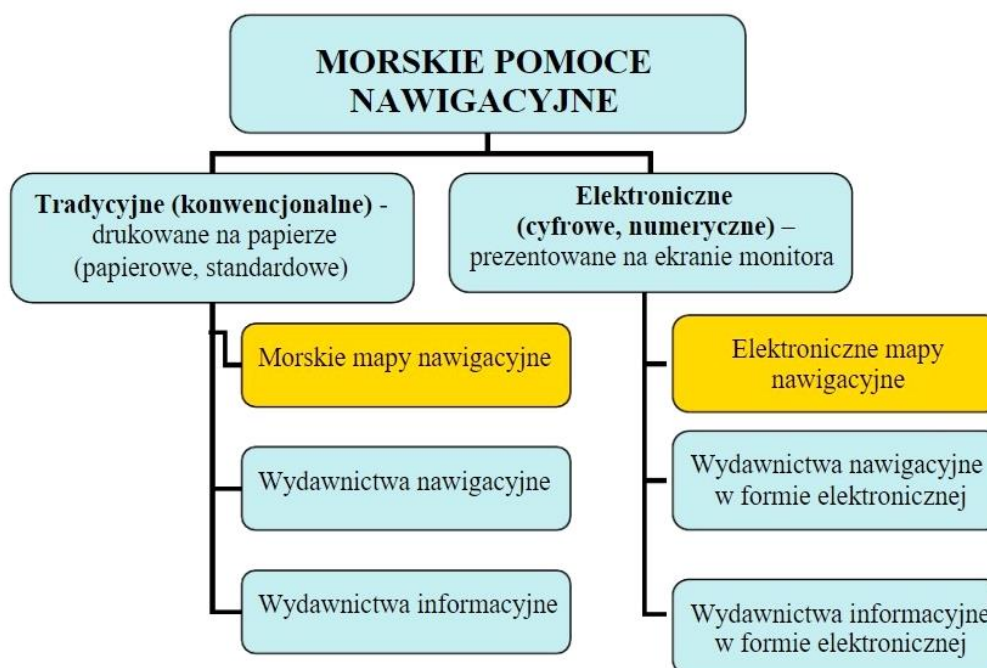 MORSKIE POMOCE
NAWIGACYJNE
Tradycyjne (konwencjonalne) -
drukowane na papierze
(papierowe, standardowe)
Morskie mapy nawigacyjne
Wydawnictwa nawigacyjne
Wydawnictwa informacyjne
Elektroniczne
(cyfrowe, numeryczne) –
prezentowane na ekranie monitora
Elektroniczne mapy
nawigacyjne
Wydawnictwa nawigacyjne
w formie elektronicznej
Wydawnictwa informacyjne
w formie elektronicznej